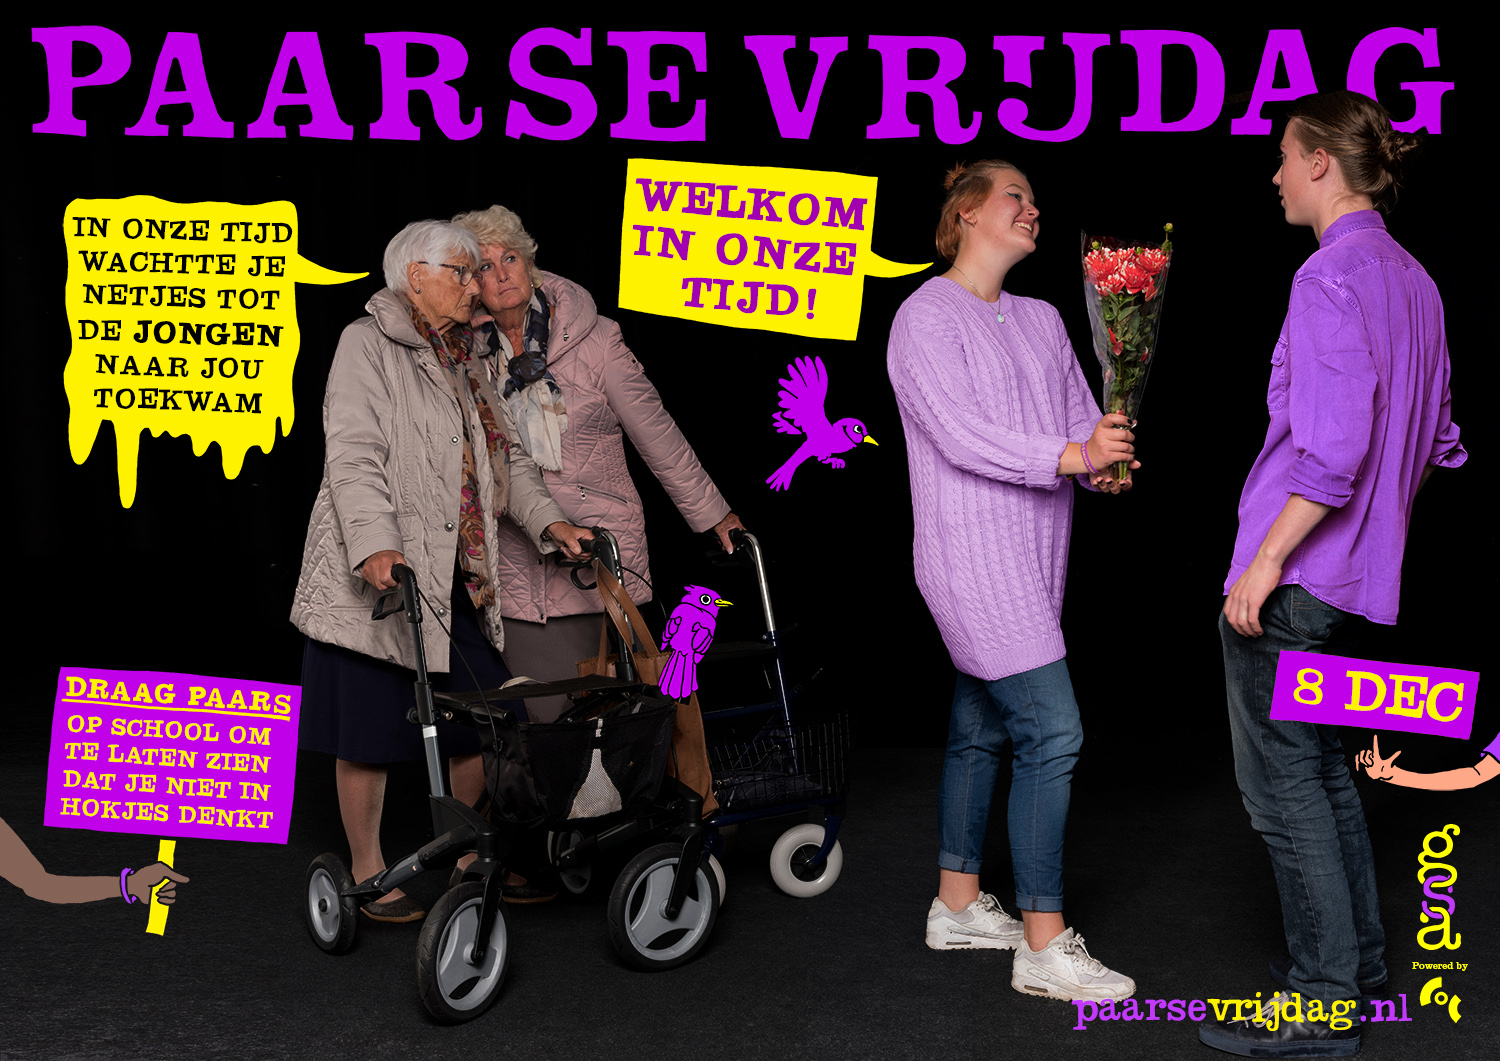 PAARSE VRIJDAG
IN ONZE TIJD
WACHTTE JE
NETJES TOT
DE JONGEN
NAAR JOU
TOEKWAM
WELKOM
IN ONZE
TIJD!
DRAAG PAARS
OP SCHOOL OM
TE LATEN ZIEN
DAT JE NIET IN
HOKJES DENKT
8 DEC
Powered by
paarsevrijdag.nl